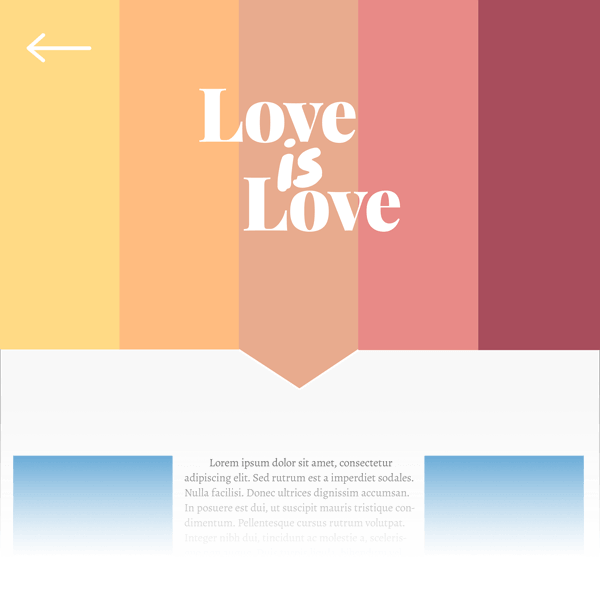 Love
is
Love
Lorem ipsum dolor sit amet, consectetur
adipiscing elit. Sed rutrum est a imperdiet sodales.
Nulla facilisi. Donec ultrices dignissim accumsan.
In posuere est dui, ut suscipit mauris tristique con-
dimentum. Pellentesque cursus rutrum volutpat.
Integer nibh dui, tincidunt ac molestie a, sceleris-